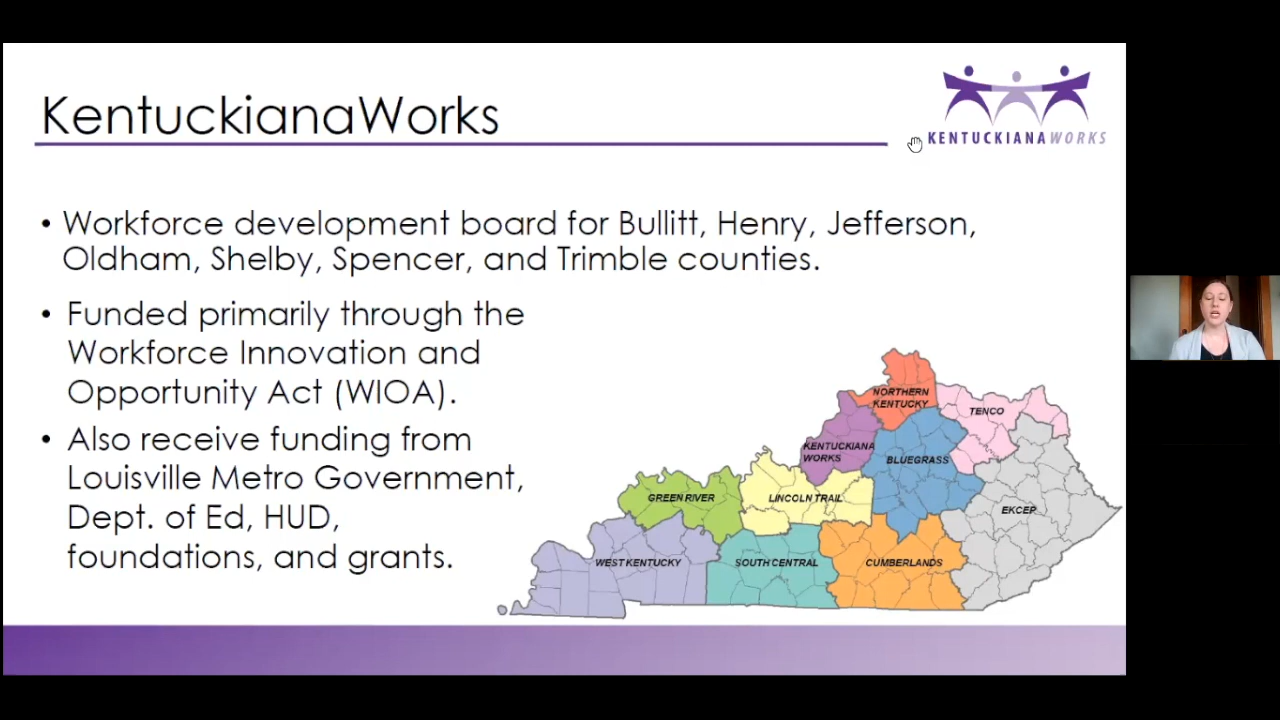 KentuckianaWorks
KENTUCKIANAWORKS
• Workforce development board for Bullitt, Henry, Jefferson,
Oldham, Shelby, Spencer, and Trimble counties.
• Funded primarily through the
Workforce Innovation and
Opportunity Act (WIOA).
• Also receive funding from
Louisville Metro Government,
Dept. of Ed, HUD,
foundations, and grants.
NORTHERN
KENTUCKY
TENCO
KENTUCKIANA
WORKS
BLUEGRASS
GREEN RIVER
LINCOLN TRAIL
EKCEP
WEST KENTUCKY
SOUTH CENTRAL
CUMBERLANDS